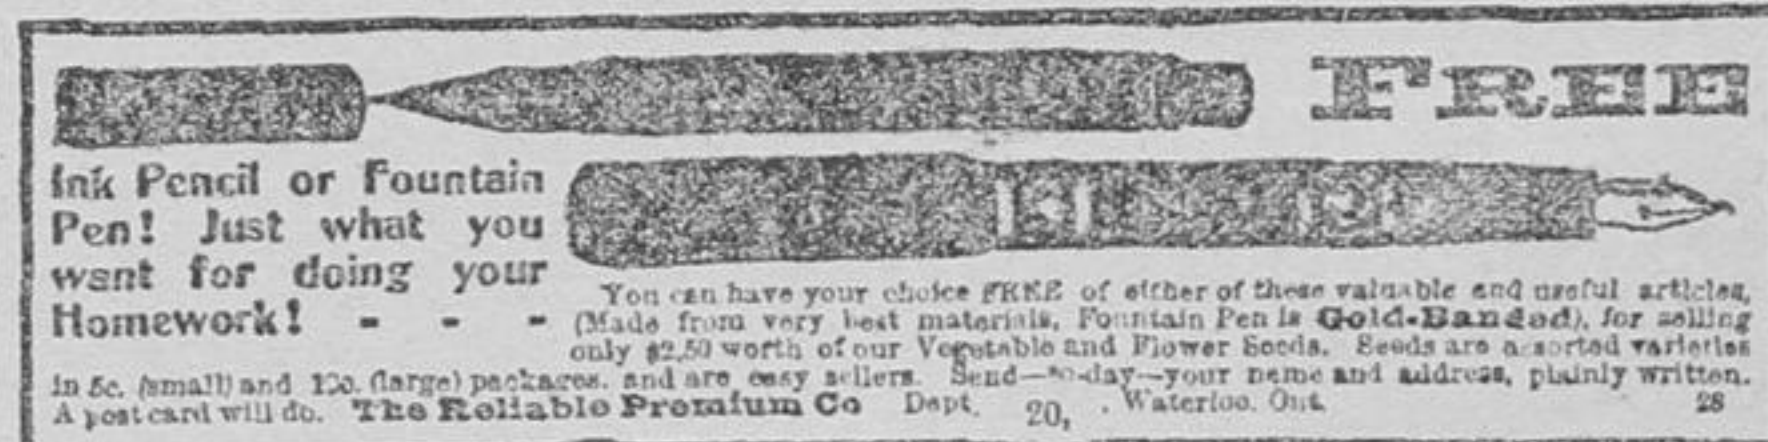 FREE
Ink Pencil or Fountain
Pen! Just what you
want for doing your
Homework! - - -
You can have your choice FREE of either of these valuable and useful articles,
(Made from very best materials, Fountain Pen is Gold-Banded), for selling
only $2.50 worth of our Vegetable and Flower Seeds. Seeds are assorted varieties
in 5c. (small) and (large) packages, and are easy sellers. Send—to-day—your name and address, plainly written.
A post card will do. The Reliable Premium Co Dept. 20, Waterloo, Ont. 28